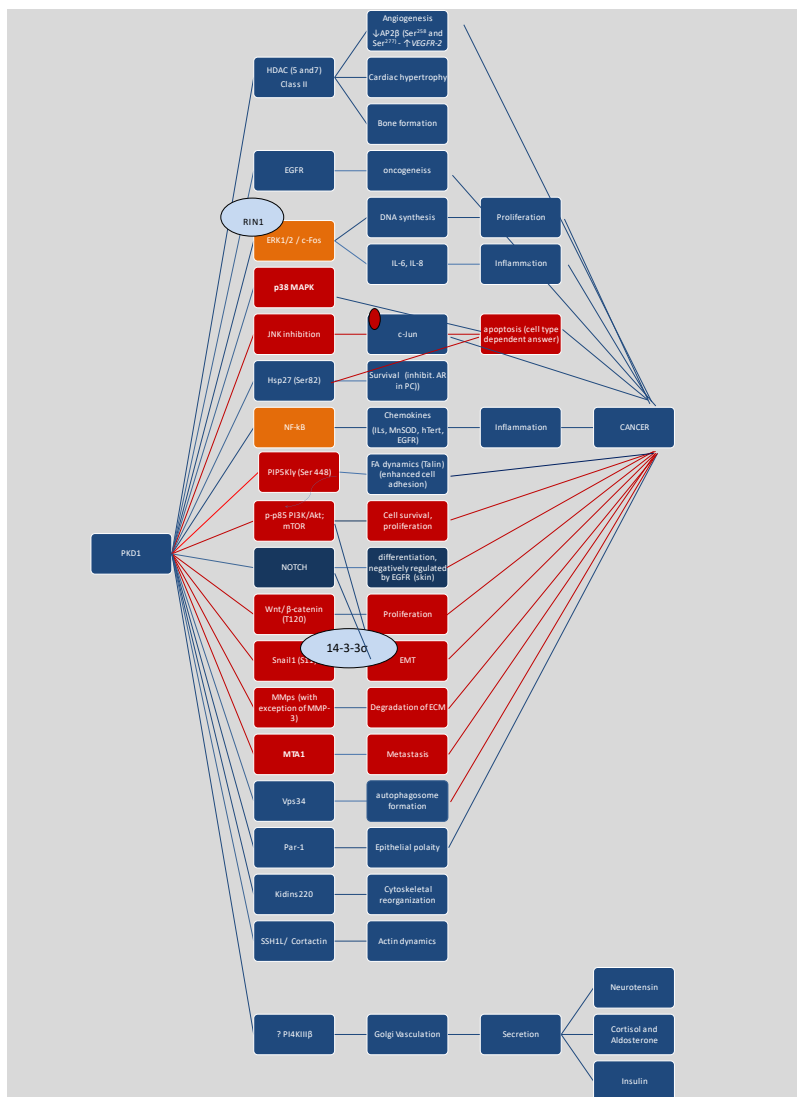 Angiogenesis
↓AP2β (Ser258 and
Ser277) - ↑VEGFR-2
HDAC (5 and7)
Class II
Cardiac hypertrophy
Bone formation
EGFR
oncogeneiss
RIN1
DNA synthesis
Proliferation
ERK1/2 / c-Fos
IL-6, IL-8
Inflammation
p38 MAPK
JNK inhibition
c-Jun
apoptosis (cell type
dependent answer)
Hsp27 (Ser82)
Survival (inhibit. AR
in PC))
NF-kB
Chemokines
(ILs, MnSOD, hTert,
EGFR)
Inflammation
CANCER
PIP5KIγ (Ser 448)
FA dynamics (Talin)
(enhanced cell
adhesion)
p-p85 PI3K/Akt;
mTOR
Cell survival,
proliferation
PKD1
NOTCH
differentiation,
negatively regulated
by EGFR (skin)
Wnt/ β-catenin
(T120)
Proliferation
14-3-3σ
Snail1
EMT
MMps (with
exception of MMP-
3)
Degradation of ECM
MTA1
Metastasis
Vps34
autophagosome
formation
Par-1
Epithelial polaity
Kidins220
Cytoskeletal
reorganization
SSH1L/ Cortactin
Actin dynamics
Neurotensin
? PI4KIIIβ
Golgi Vasculation
Secretion
Cortisol and
Aldosterone
Insulin